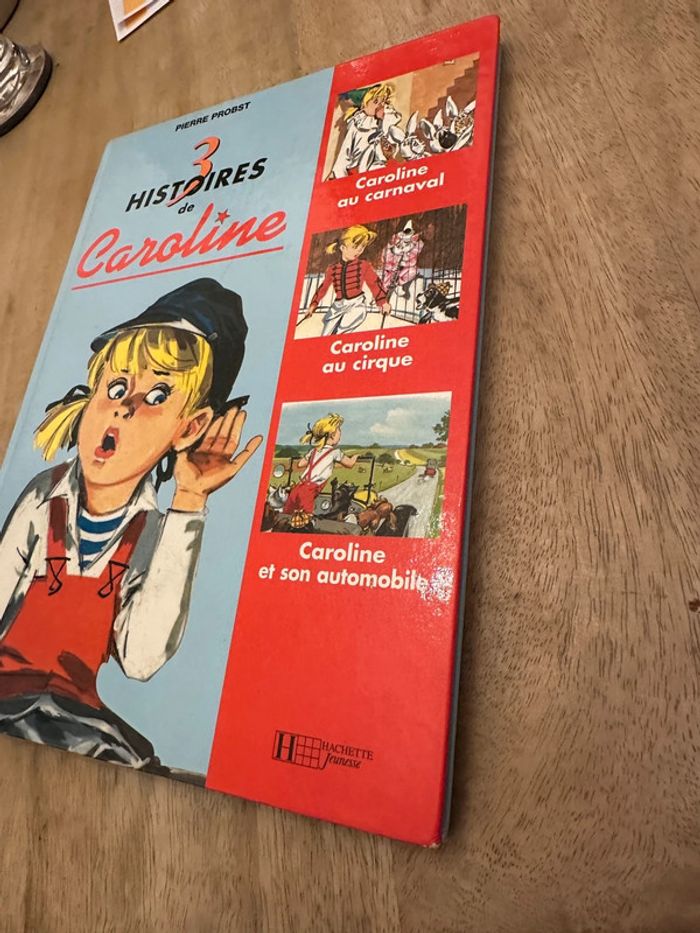 PIERRE PROBST
3
HISTOIRES
de
Caroline
Caroline
au carnaval
Caroline
au cirque
Caroline
et son automobile
H HACHETTE
Jeunesse